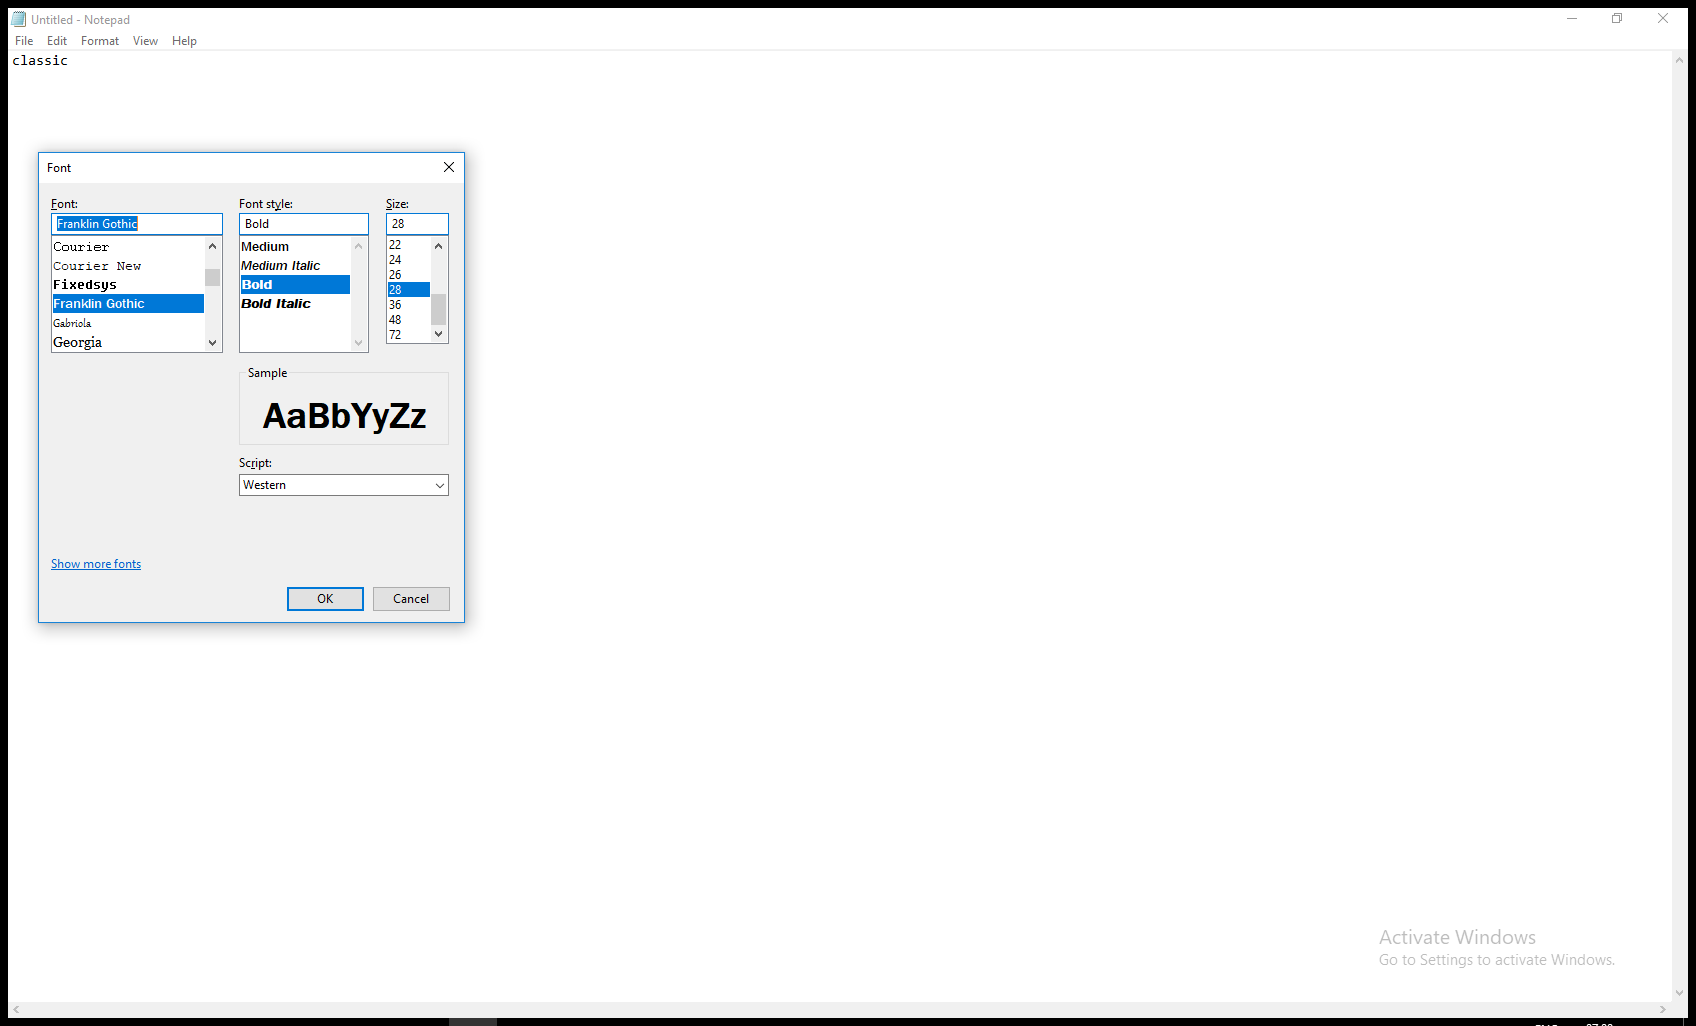 Untitled - Notepad
File Edit Format View Help
classic
Font
Font: Font style: Size:
Franklin Gothic Bold 28
Courier
Courier New
Fixedsys
Franklin Gothic
Gabriola
Georgia
Medium
Medium Italic
Bold
Bold Italic
22
24
26
28
36
48
72
Sample
AaBbYyZz
Script:
Western
Show more fonts
OK Cancel
Activate Windows
Go to Settings to activate Windows.